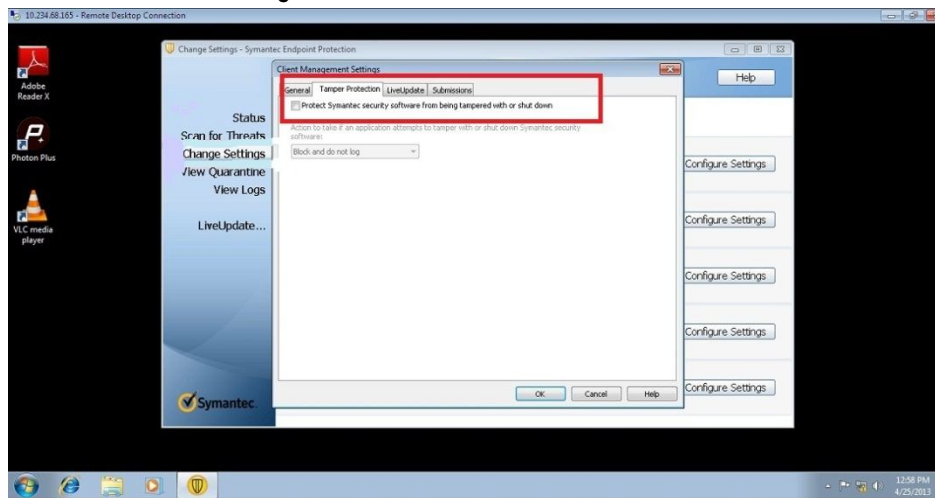 10.234.68.165 - Remote Desktop Connection
Adobe
Reader X
Photon Plus
VLC media
player
Change Settings - Symantec Endpoint Protection
Help
Status
Scan for Threats
Change Settings
View Quarantine
View Logs
LiveUpdate...
Symantec.
Client Management Settings
General Tamper Protection LiveUpdate Submissions
Protect Symantec security software from being tampered with or shut down
Action to take if an application attempts to tamper with or shut down Symantec security
software:
Block and do not log
Configure Settings
Configure Settings
Configure Settings
Configure Settings
Configure Settings
OK Cancel Help
12:58 PM
4/25/2013